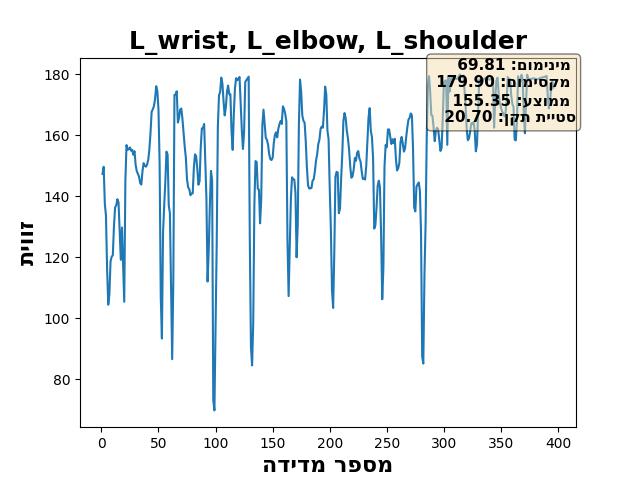 L_wrist, L_elbow, L_shoulder
מינימום: 69.81
מקסימום: 179.90
ממוצע: 155.35
סטיית תקן: 20.70
180
160
140
120
100
80
זווית
0 50 100 150 200 250 300 350 400
מספר מדידה